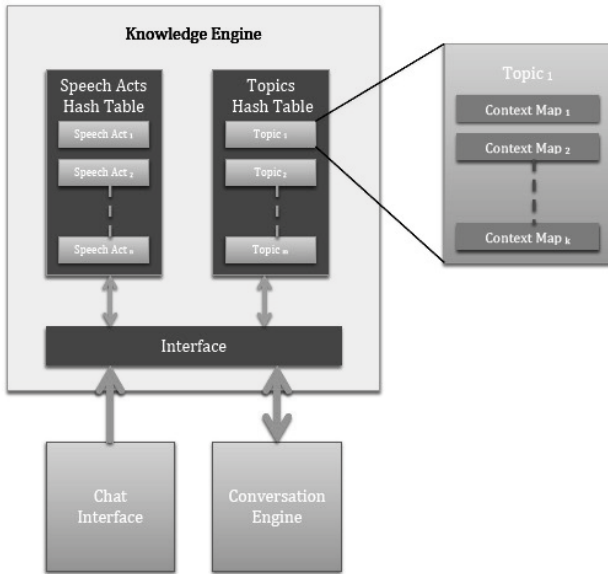 Knowledge Engine
Speech Acts
Hash Table
Speech Act 1
Speech Act 2
Speech Act n
Topics
Hash Table
Topic 1
Topic 2
Topic m
Interface
Chat
Interface
Conversation
Engine
Topic 1
Context Map 1
Context Map 2
Context Map k